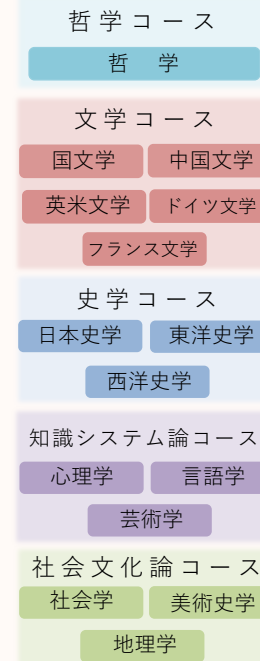 哲学コース
哲 学
文学コース
国文学 中国文学
英米文学 ドイツ文学
フランス文学
史学コース
日本史学 東洋史学
西洋史学
知識システム論コース
心理学 言語学
芸術学
社会文化論コース
社会学 美術史学
地理学